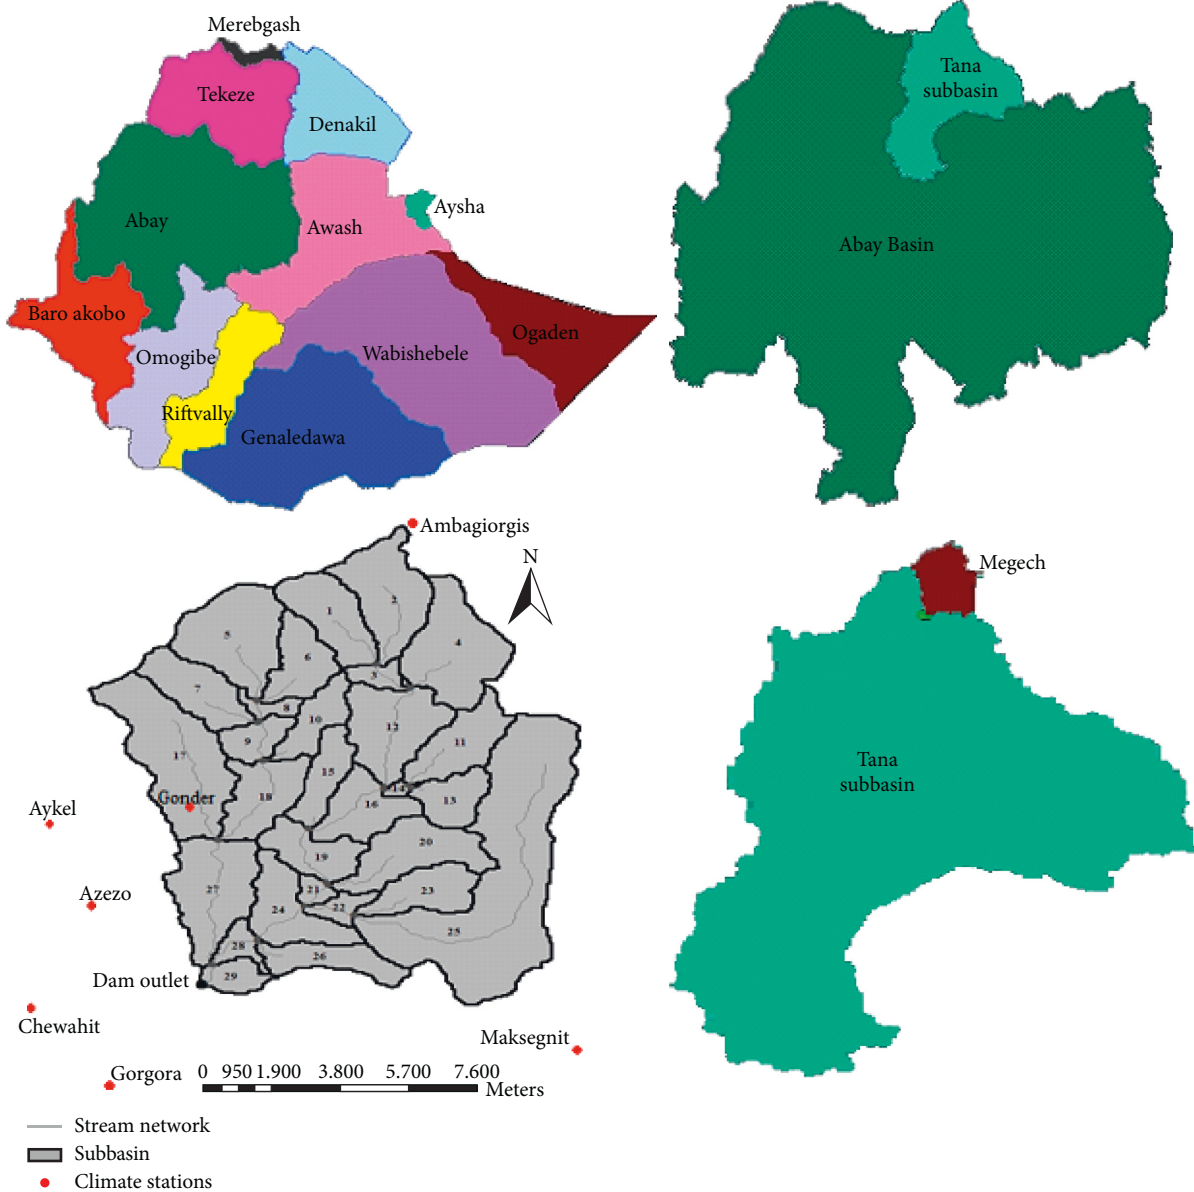 Merebgash
Tekeze
Denakil
Abay
Awash
Aysha
Baro akobo
Omogibe
Wabishebele
Ogaden
Riftvally
Genaledawa
Tana
subbasin
Abay Basin
Ambagiorgis
N
1
2
5
4
6
3
7
8
10
12
9
11
17
15
18
14
16
13
Gonder
Aykel
20
19
Azezo
27
21
23
22
24
25
28
26
29
Dam outlet
Chewahit
Maksegnit
Gorgora
0 950 1.900 3.800 5.700 7.600
Meters
Stream network
Subbasin
Climate stations
Megech
Tana
subbasin